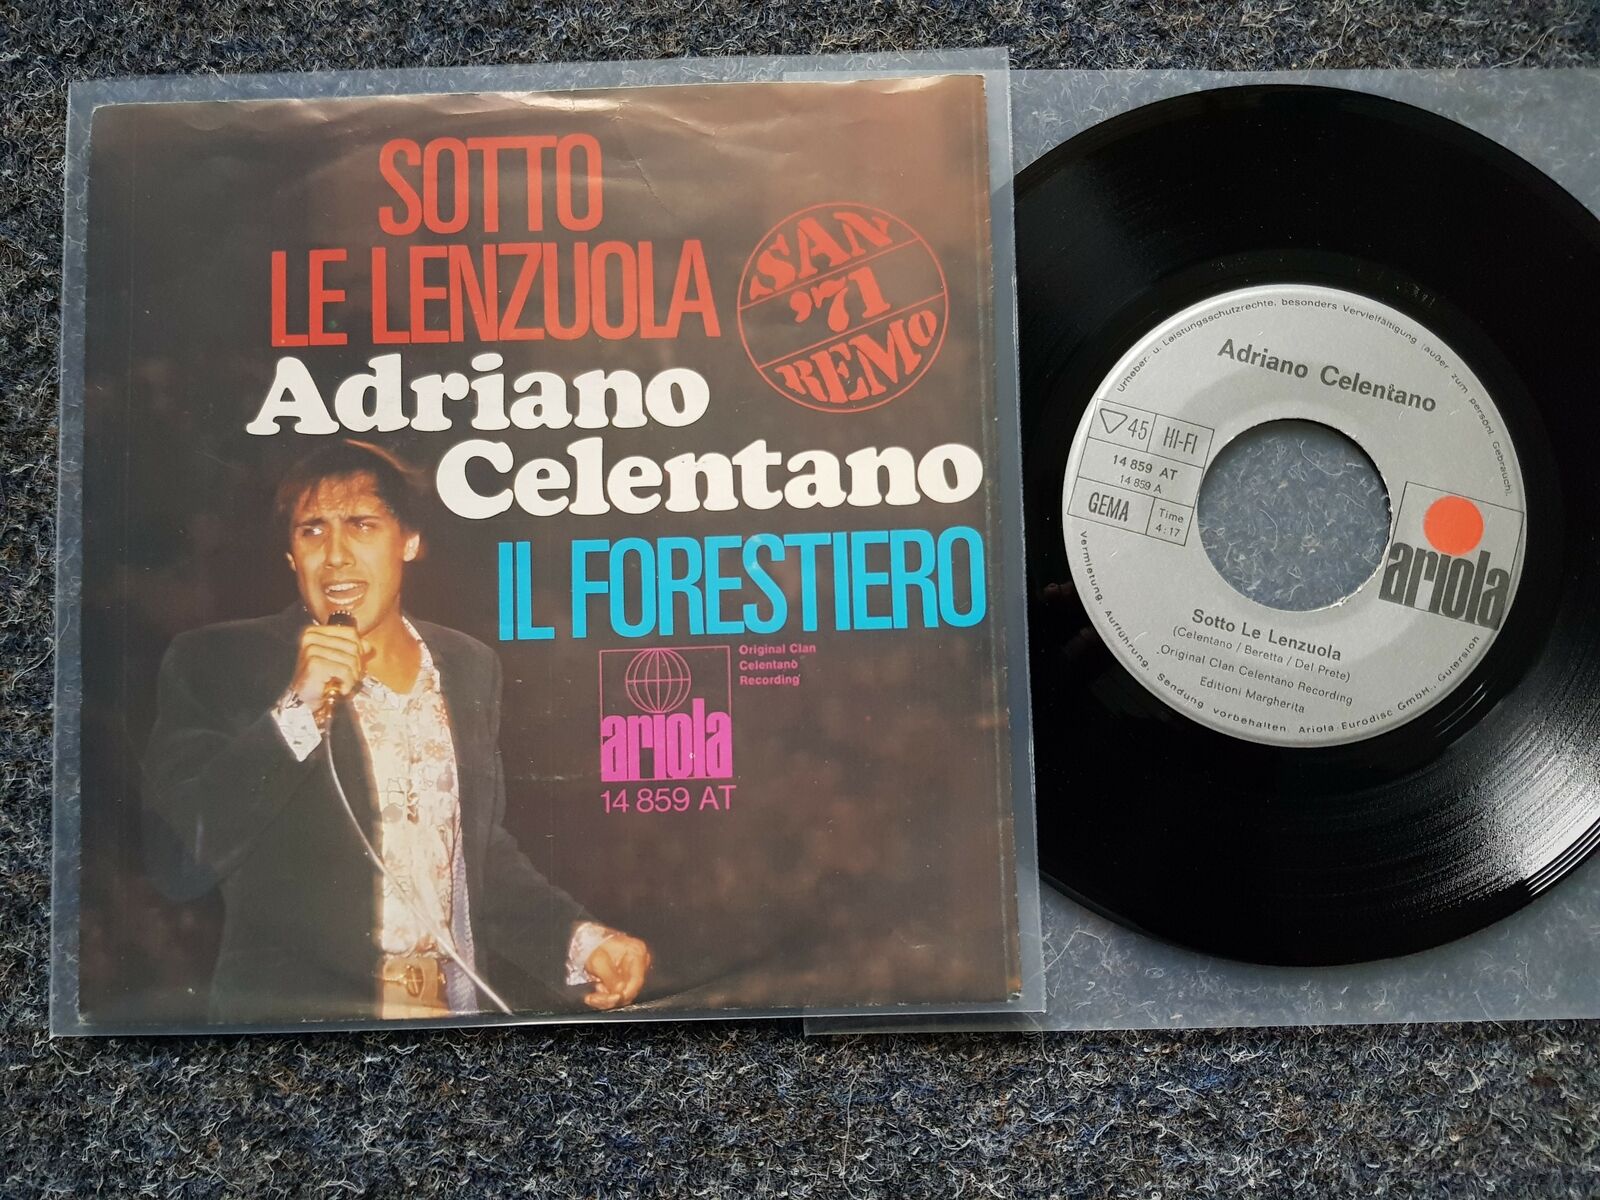 SOTTO
LE LENZUOLA
SAN
'71
REMO
Adriano
Celentano
IL FORESTIERO
Original Clan
Celentano
Recording
ariola
14 859 AT
Urheber- u. Leistungsschutzrechte, besonders Vervielfältigung (außer zum persönl. Gebrauch),
Vermietung, Aufführung, Sendung vorbehalten. Ariola-Eurodisc GmbH., Gütersloh
Adriano Celentano
45 HI-FI
14 859 AT
14 859 A
GEMA
Time
4:17
ariola
Sotto Le Lenzuola
(Celentano / Beretta / Del Prete)
Original Clan Celentano Recording
Editioni Margherita